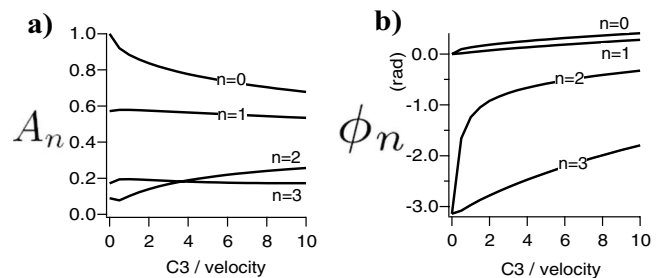 a)
A_n
1.0
0.8
0.6
0.4
0.2
0.0
n=0
n=1
n=2
n=3
0 2 4 6 8 10
C3 / velocity
b)
ϕ_n
(rad)
0.0
-1.0
-2.0
-3.0
n=0
n=1
n=2
n=3
0 2 4 6 8 10
C3 / velocity